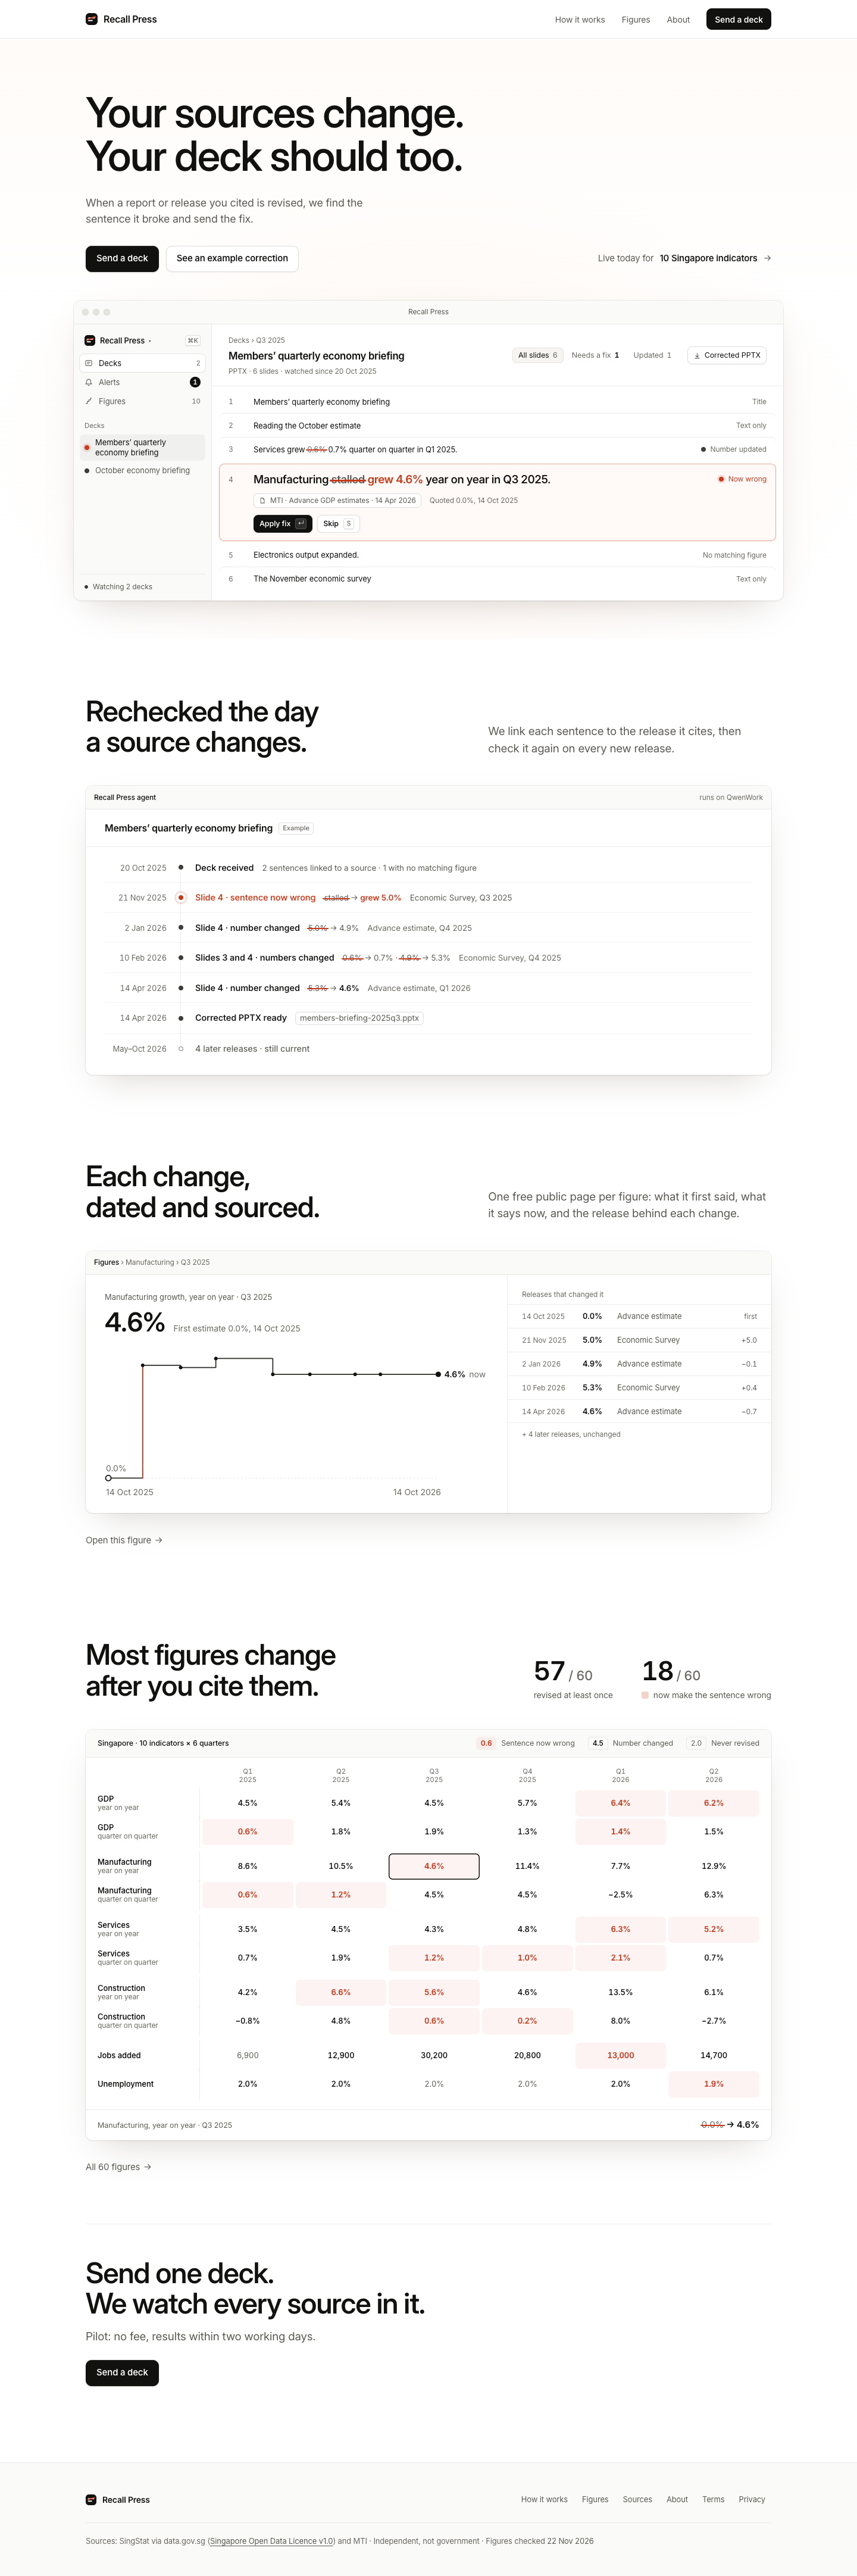 Recall Press
How it works Figures About Send a deck
Your sources change.
Your deck should too.
When a report or release you cited is revised, we find the
sentence it broke and send the fix.
Send a deck See an example correction Live today for 10 Singapore indicators →
Recall Press
Recall Press ⌘K
Decks 2
Alerts 1
Figures 10
Decks
Members’ quarterly
economy briefing
October economy briefing
Watching 2 decks
Decks › Q3 2025
Members’ quarterly economy briefing
PPTX · 6 slides · watched since 20 Oct 2025
All slides 6 Needs a fix 1 Updated 1 Corrected PPTX
1 Members’ quarterly economy briefing Title
2 Reading the October estimate Text only
3 Services grew 0.6% 0.7% quarter on quarter in Q1 2025. Number updated
4 Manufacturing stalled grew 4.6% year on year in Q3 2025. Now wrong
MTI · Advance GDP estimates · 14 Apr 2026 Quoted 0.0%, 14 Oct 2025
Apply fix ↵ Skip S
5 Electronics output expanded. No matching figure
6 The November economic survey Text only
Rechecked the day
a source changes.
We link each sentence to the release it cites, then
check it again on every new release.
Recall Press agent runs on QwenWork
Members’ quarterly economy briefing Example
20 Oct 2025 Deck received 2 sentences linked to a source · 1 with no matching figure
21 Nov 2025 Slide 4 · sentence now wrong stalled → grew 5.0% Economic Survey, Q3 2025
2 Jan 2026 Slide 4 · number changed 5.0% → 4.9% Advance estimate, Q4 2025
10 Feb 2026 Slides 3 and 4 · numbers changed 0.6% → 0.7% · 4.9% → 5.3% Economic Survey, Q4 2025
14 Apr 2026 Slide 4 · number changed 5.3% → 4.6% Advance estimate, Q1 2026
14 Apr 2026 Corrected PPTX ready members-briefing-2025q3.pptx
May–Oct 2026 4 later releases · still current
Each change,
dated and sourced.
One free public page per figure: what it first said, what
it says now, and the release behind each change.
Figures › Manufacturing › Q3 2025
Manufacturing growth, year on year · Q3 2025
4.6% First estimate 0.0%, 14 Oct 2025
4.6% now
0.0%
14 Oct 2025 14 Oct 2026
Releases that changed it
14 Oct 2025 0.0% Advance estimate first
21 Nov 2025 5.0% Economic Survey +5.0
2 Jan 2026 4.9% Advance estimate −0.1
10 Feb 2026 5.3% Economic Survey +0.4
14 Apr 2026 4.6% Advance estimate −0.7
+ 4 later releases, unchanged
Open this figure →
Most figures change
after you cite them.
57 / 60 18 / 60
revised at least once now make the sentence wrong
Singapore · 10 indicators × 6 quarters 0.6 Sentence now wrong 4.5 Number changed 2.0 Never revised
Q1 Q2 Q3 Q4 Q1 Q2
2025 2025 2025 2025 2026 2026
GDP
year on year 4.5% 5.4% 4.5% 5.7% 6.4% 6.2%
GDP
quarter on quarter 0.6% 1.8% 1.9% 1.3% 1.4% 1.5%
Manufacturing
year on year 8.6% 10.5% 4.6% 11.4% 7.7% 12.9%
Manufacturing
quarter on quarter 0.6% 1.2% 4.5% 4.5% −2.5% 6.3%
Services
year on year 3.5% 4.5% 4.3% 4.8% 6.3% 5.2%
Services
quarter on quarter 0.7% 1.9% 1.2% 1.0% 2.1% 0.7%
Construction
year on year 4.2% 6.6% 5.6% 4.6% 13.5% 6.1%
Construction
quarter on quarter −0.8% 4.8% 0.6% 0.2% 8.0% −2.7%
Jobs added 6,900 12,900 30,200 20,800 13,000 14,700
Unemployment 2.0% 2.0% 2.0% 2.0% 2.0% 1.9%
Manufacturing, year on year · Q3 2025 0.0% → 4.6%
All 60 figures →
Send one deck.
We watch every source in it.
Pilot: no fee, results within two working days.
Send a deck
Recall Press
How it works Figures Sources About Terms Privacy
Sources: SingStat via data.gov.sg (Singapore Open Data Licence v1.0) and MTI · Independent, not government · Figures checked 22 Nov 2026